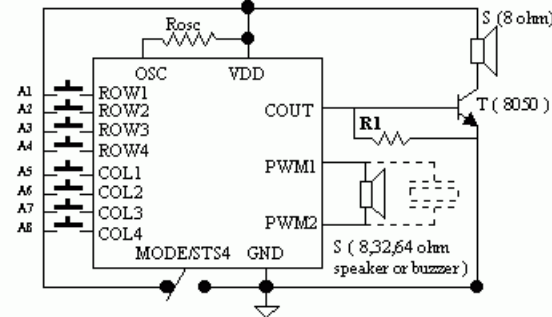 S (8 ohm)
Rosc
OSC VDD
A1 ROW1
A2 ROW2
A3 ROW3
A4 ROW4
A5 COL1
A6 COL2
A7 COL3
A8 COL4
COUT
T ( 8050 )
R1
PWM1
PWM2
MODE/STS4 GND
S ( 8,32,64 ohm
speaker or buzzzer )